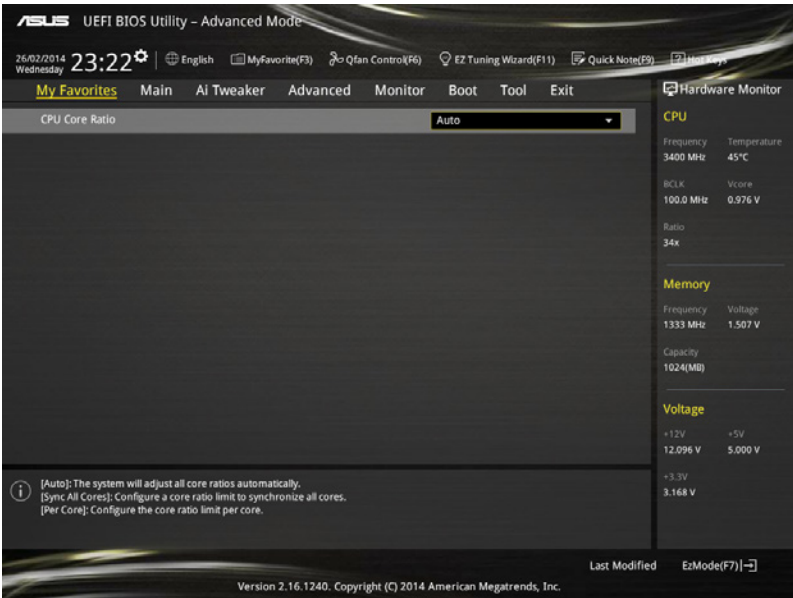 ASUS UEFI BIOS Utility – Advanced Mode
26/02/2014
Wednesday
23:22
English
MyFavorite(F3)
Qfan Control(F6)
EZ Tuning Wizard(F11)
Quick Note(F9)
Hot Keys
My Favorites Main Ai Tweaker Advanced Monitor Boot Tool Exit
Hardware Monitor
CPU Core Ratio Auto
CPU
Frequency Temperature
3400 MHz 45°C
BCLK Vcore
100.0 MHz 0.976 V
Ratio
34x
Memory
Frequency Voltage
1333 MHz 1.507 V
Capacity
1024(MB)
Voltage
+12V +5V
12.096 V 5.000 V
+3.3V
3.168 V
[Auto]: The system will adjust all core ratios automatically.
[Sync All Cores]: Configure a core ratio limit to synchronize all cores.
[Per Core]: Configure the core ratio limit per core.
Last Modified EzMode(F7)
Version 2.16.1240. Copyright (C) 2014 American Megatrends, Inc.